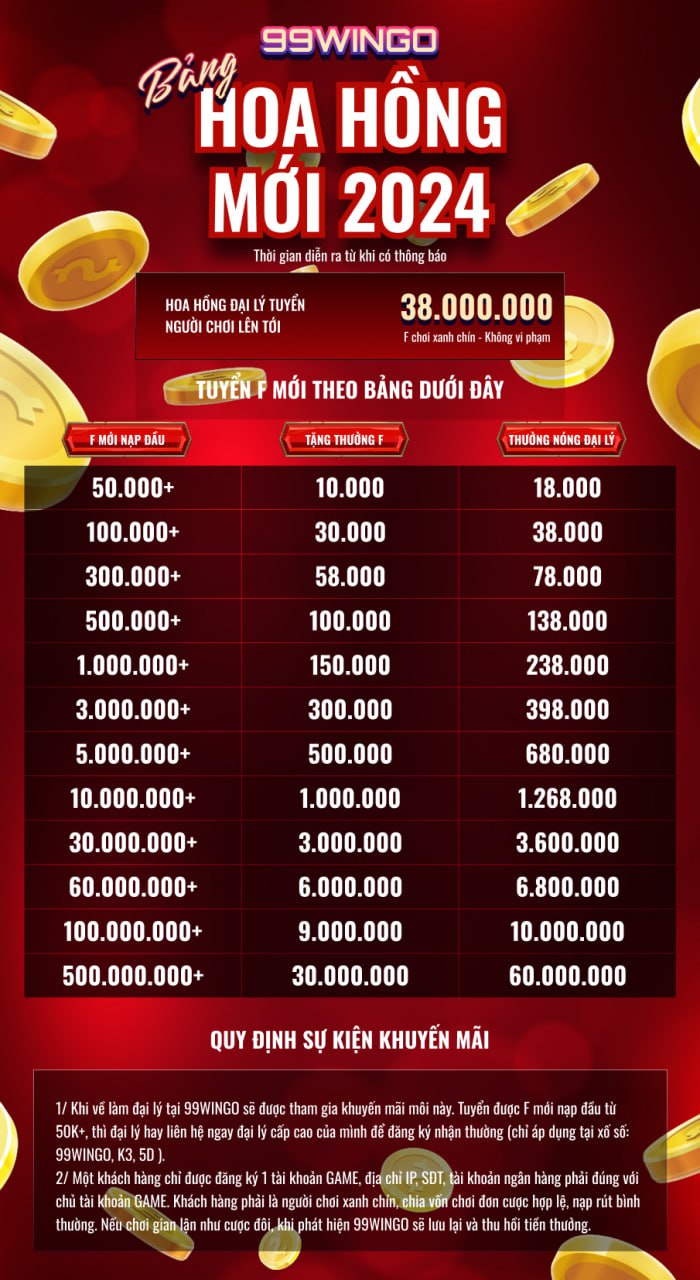 99WINGO
Bảng
HOA HỒNG
MỚI 2024
Thời gian diễn ra từ khi có thông báo
HOA HỒNG ĐẠI LÝ TUYỂN
NGƯỜI CHƠI LÊN TỚI
38.000.000
F chơi xanh chín - Không vi phạm
TUYỂN F MỚI THEO BẢNG DƯỚI ĐÂY
F MỚI NẠP ĐẦU TẶNG THƯỞNG F THƯỞNG NÓNG ĐẠI LÝ
50.000+ 10.000 18.000
100.000+ 30.000 38.000
300.000+ 58.000 78.000
500.000+ 100.000 138.000
1.000.000+ 150.000 238.000
3.000.000+ 300.000 398.000
5.000.000+ 500.000 680.000
10.000.000+ 1.000.000 1.268.000
30.000.000+ 3.000.000 3.600.000
60.000.000+ 6.000.000 6.800.000
100.000.000+ 9.000.000 10.000.000
500.000.000+ 30.000.000 60.000.000
QUY ĐỊNH SỰ KIỆN KHUYẾN MÃI
1/ Khi về làm đại lý tại 99WINGO sẽ được tham gia khuyến mãi môi này. Tuyển được F mới nạp đầu từ
50K+, thì đại lý hay liên hệ ngay đại lý cấp cao của mình để đăng ký nhận thưởng (chỉ áp dụng tại xổ số:
99WINGO, K3, 5D ).
2/ Một khách hàng chỉ được đăng ký 1 tài khoản GAME, địa chỉ IP, SĐT, tài khoản ngân hàng phải đúng với
chủ tài khoản GAME. Khách hàng phải là người chơi xanh chín, chia vốn chơi đơn cược hợp lệ, nạp rút bình
thường. Nếu chơi gian lận như cược đôi, khi phát hiện 99WINGO sẽ lưu lại và thu hồi tiền thưởng.